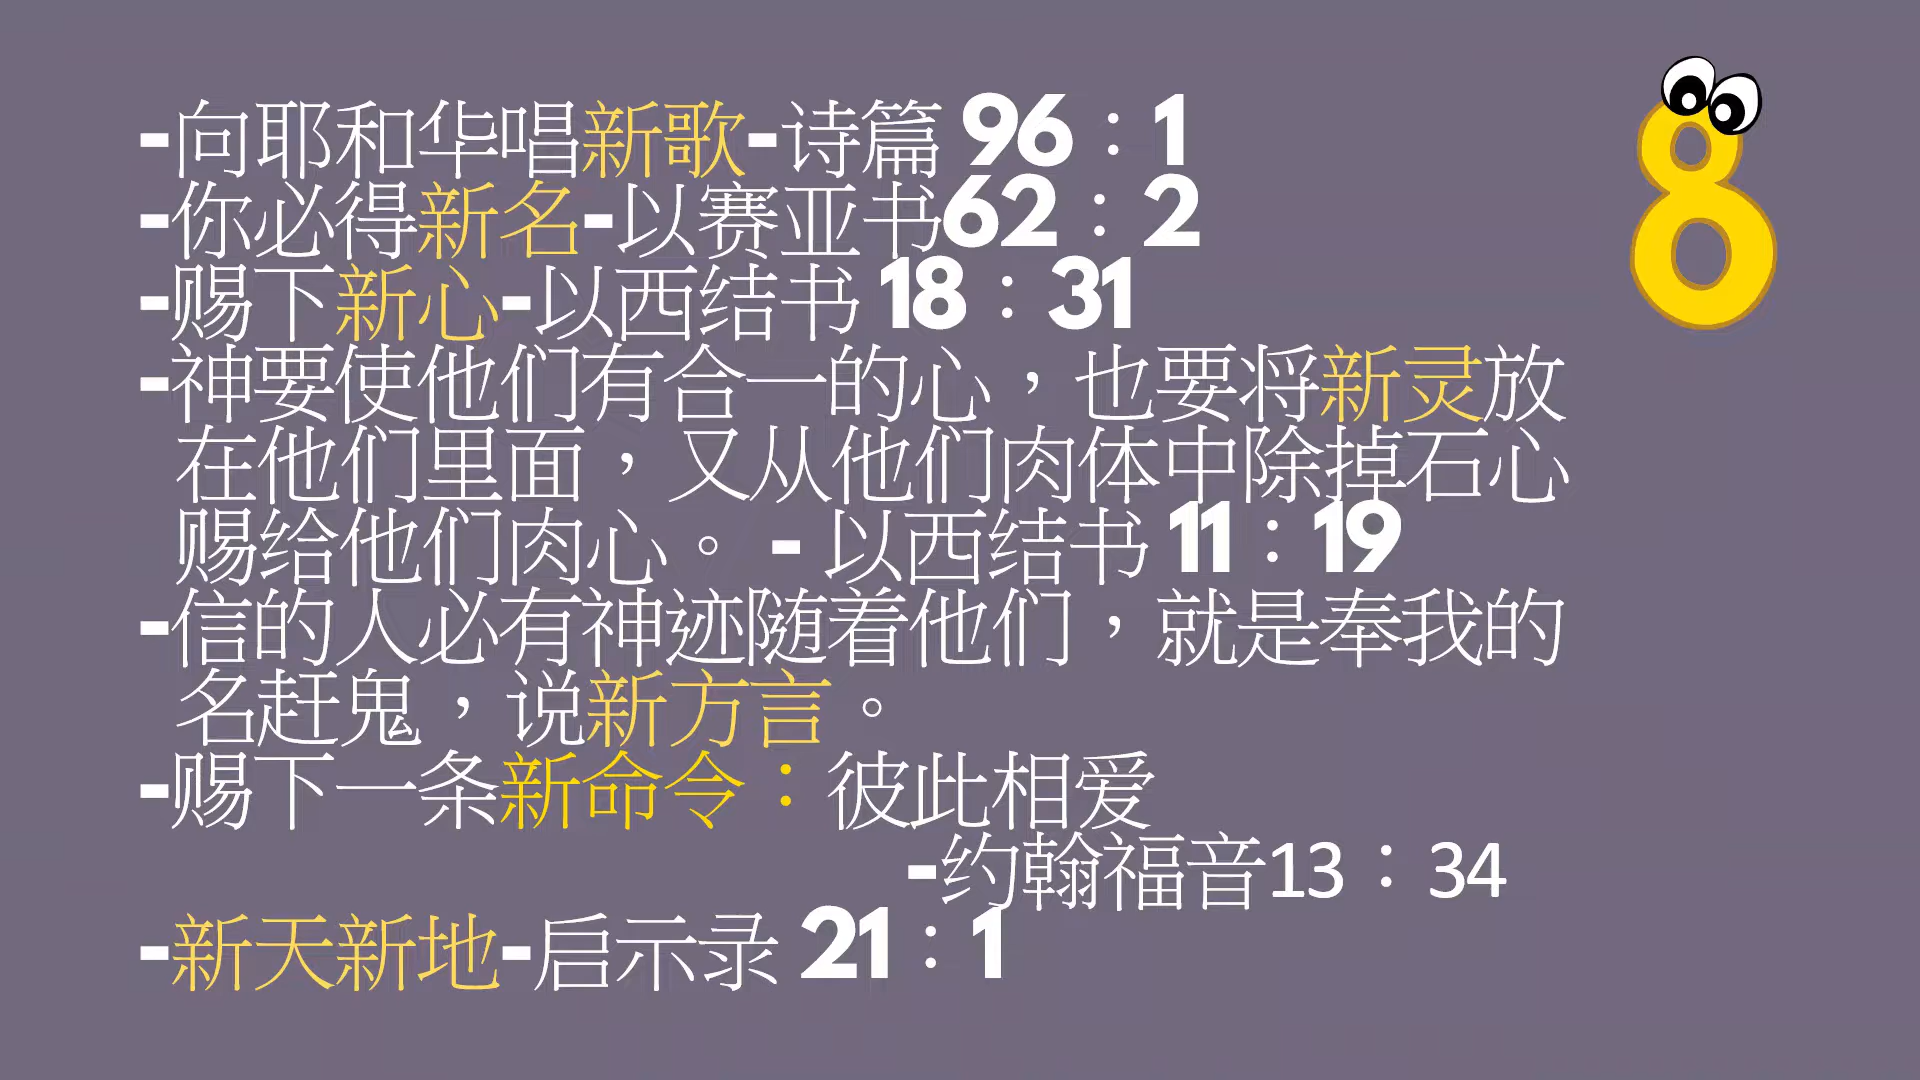 -向耶和华唱新歌-诗篇 96：1
-你必得新名-以赛亚书62：2
-赐下新心-以西结书 18：31
-神要使他们有合一的心，也要将新灵放
在他们里面，又从他们肉体中除掉石心
赐给他们肉心。 - 以西结书 11：19
-信的人必有神迹随着他们，就是奉我的
名赶鬼，说新方言。
-赐下一条新命令：彼此相爱
-约翰福音13：34
-新天新地-启示录 21：1
8